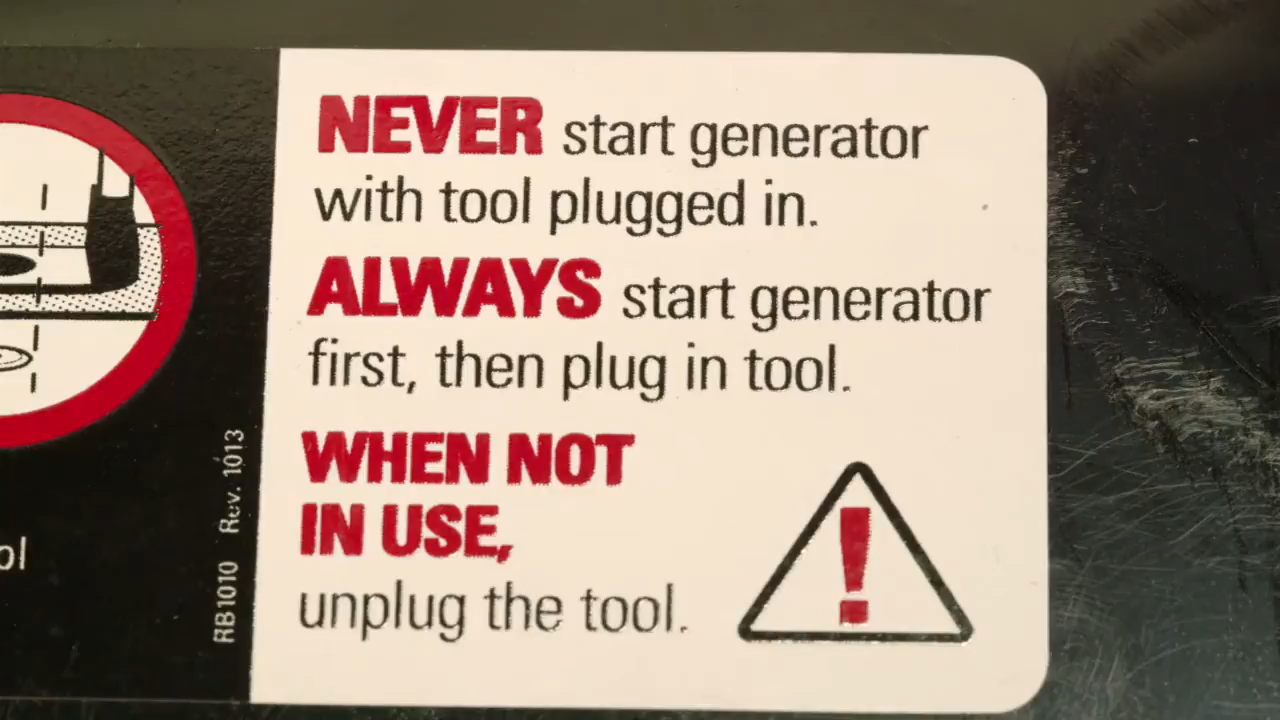 NEVER start generator
with tool plugged in.
ALWAYS start generator
first, then plug in tool.
WHEN NOT
IN USE,
unplug the tool.
!
RB1010 Rev. 1013